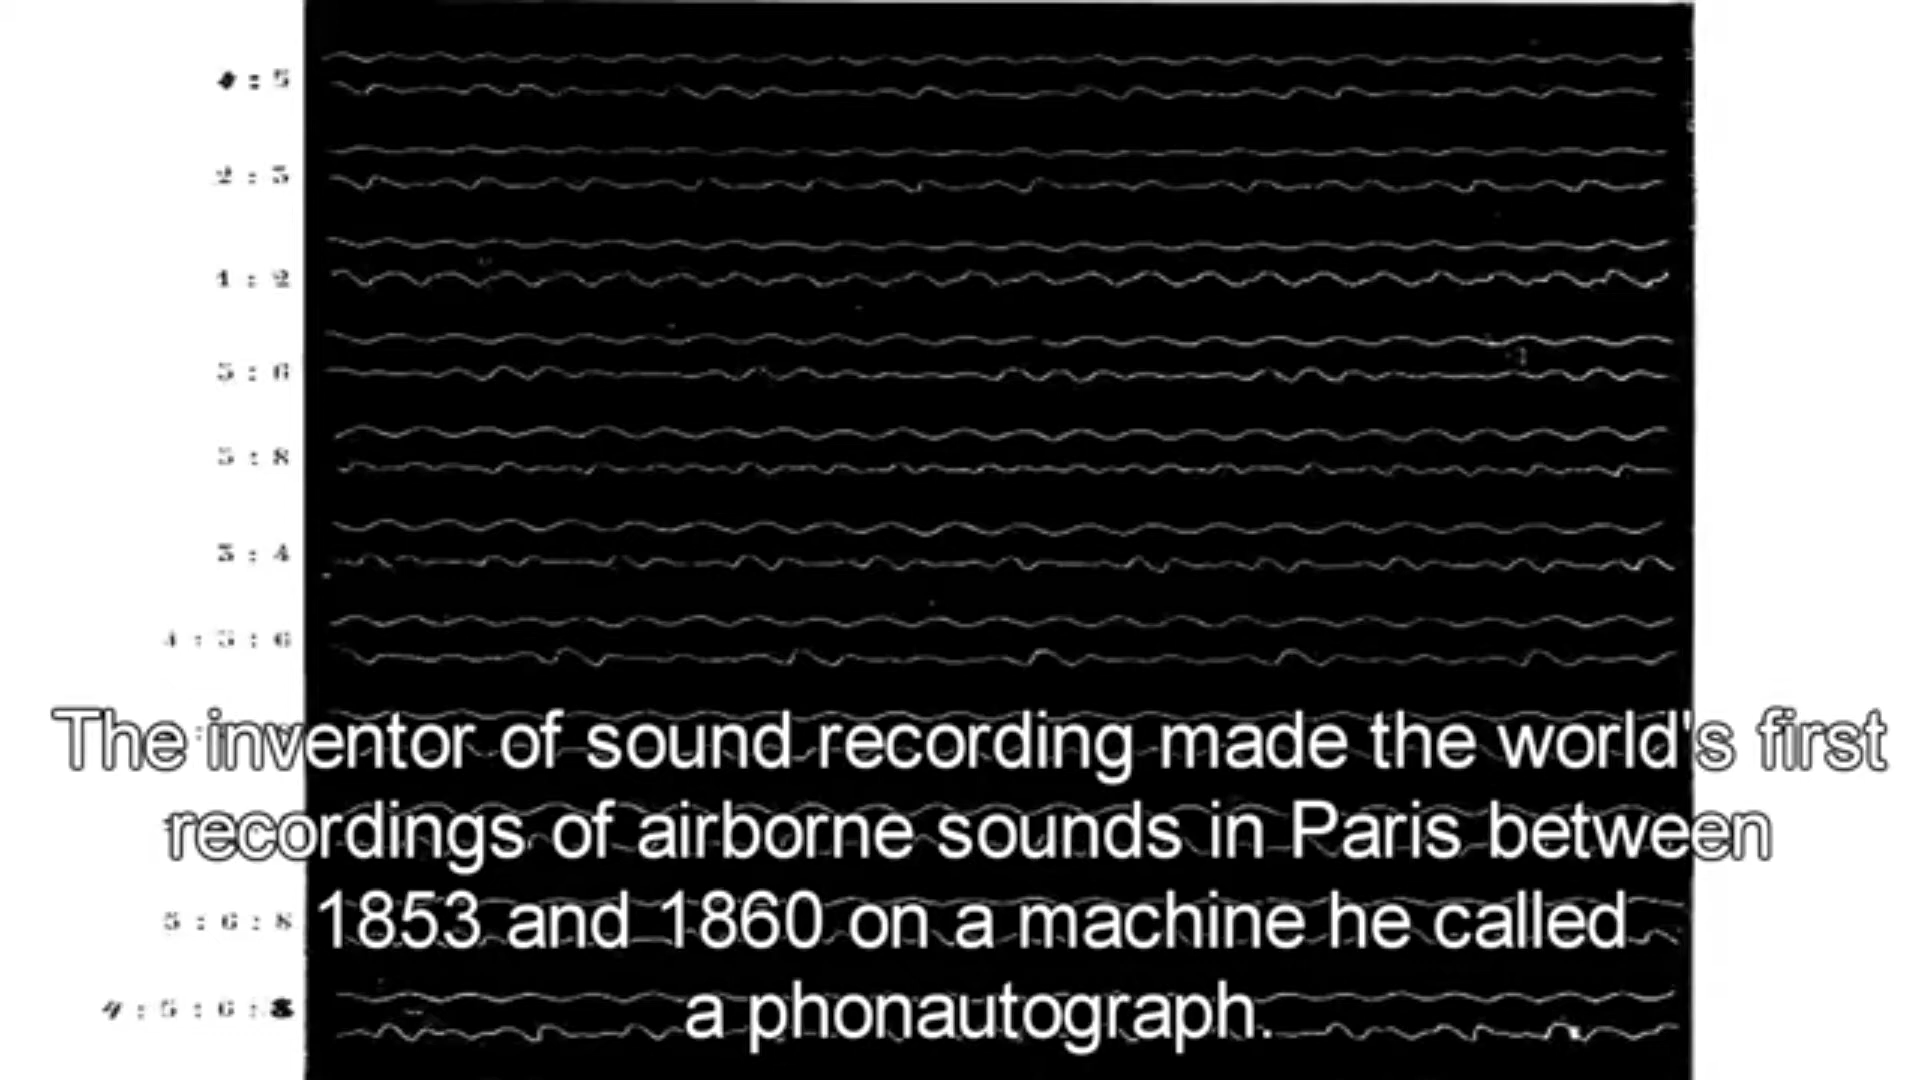 4 : 5
2 : 3
1 : 2
5 : 6
5 : 8
3 : 4
4 : 5 : 6
The inventor of sound recording made the world's first
recordings of airborne sounds in Paris between
5 : 6 : 8
1853 and 1860 on a machine he called
4 : 5 : 6 : 8
a phonautograph.